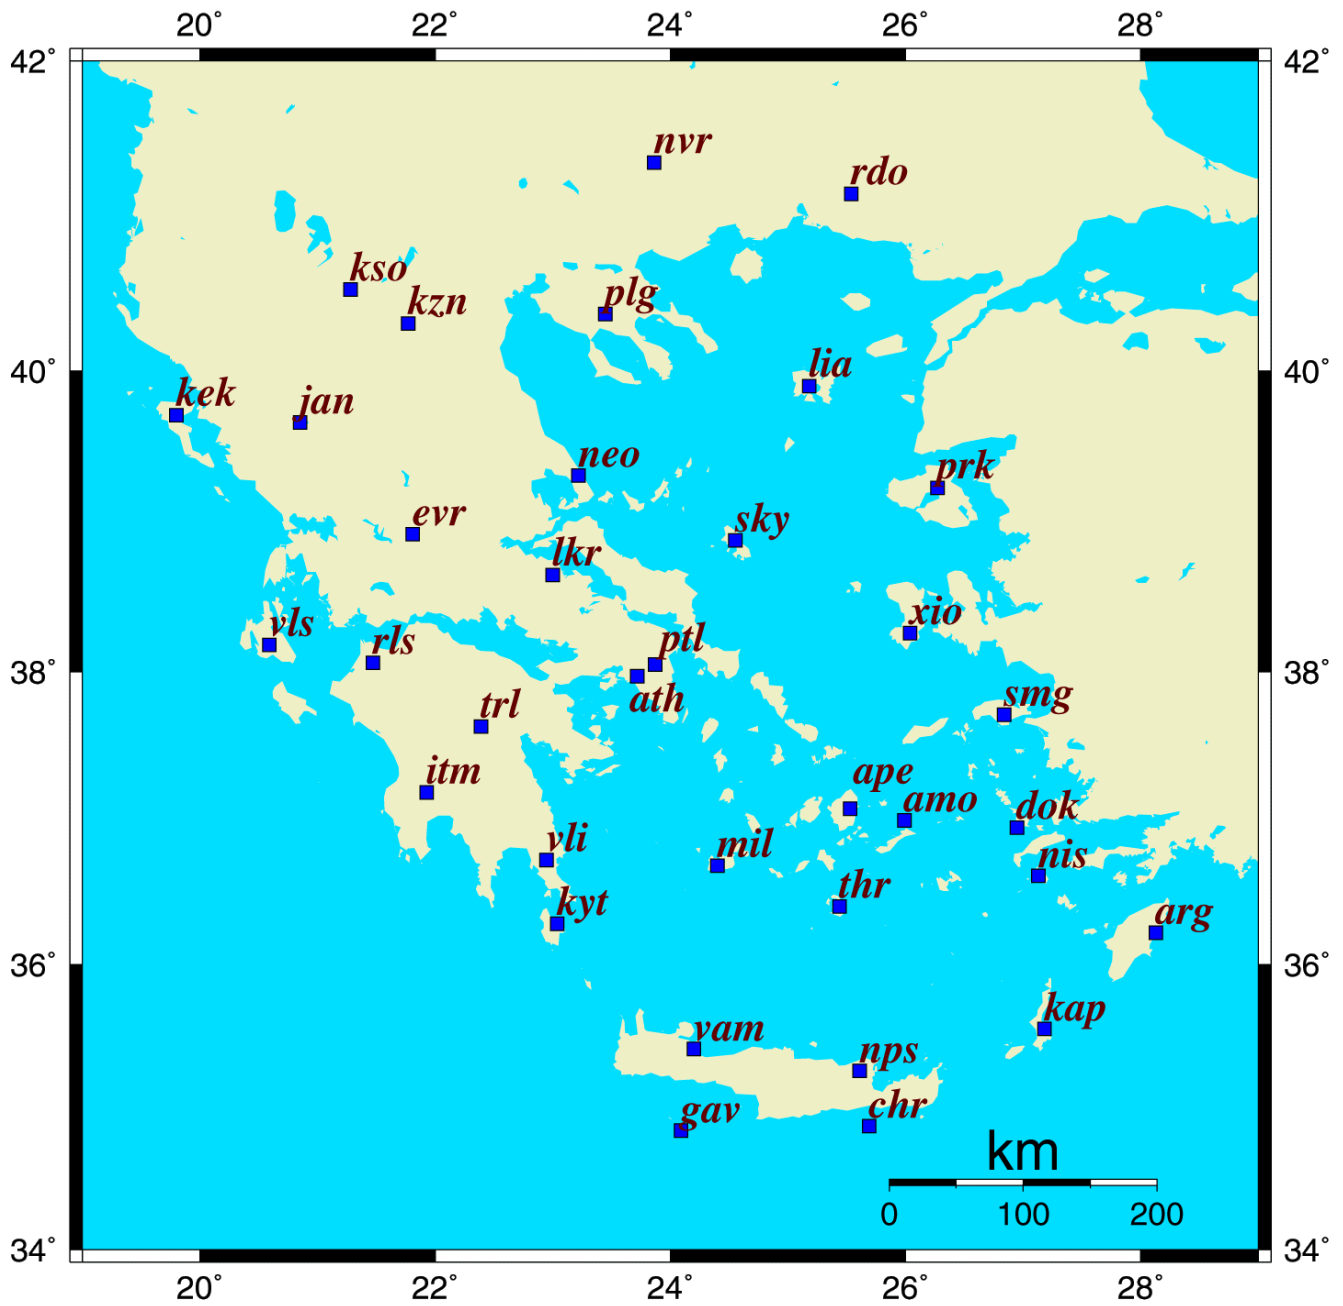 20° 22° 24° 26° 28°
42° 42°
nvr
rdo
kso
kzn
plg
lia
40° 40°
kek
jan
neo
prk
evr
sky
lkr
xio
vls
rls
ptl
38° 38°
ath
smg
trl
itm
ape
amo
dok
vli
mil
nis
thr
kyt
arg
36° 36°
kap
vam
nps
chr
gav
km
0 100 200
34° 34°
20° 22° 24° 26° 28°